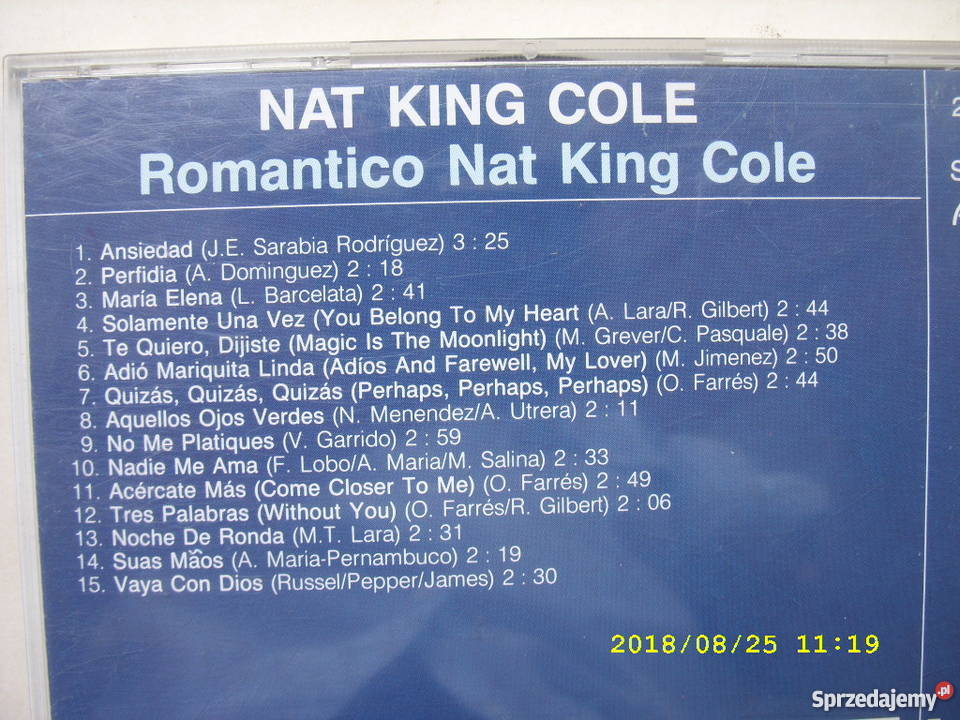 NAT KING COLE
Romantico Nat King Cole
1. Ansiedad (J.E. Sarabia Rodríguez) 3 : 25
2. Perfidia (A. Dominguez) 2 : 18
3. María Elena (L. Barcelata) 2 : 41
4. Solamente Una Vez (You Belong To My Heart (A. Lara/R. Gilbert) 2 : 44
5. Te Quiero, Dijiste (Magic Is The Moonlight) (M. Grever/C. Pasquale) 2 : 38
6. Adió Mariquita Linda (Adíos And Farewell, My Lover) (M. Jimenez) 2 : 50
7. Quizás, Quizás, Quizás (Perhaps, Perhaps, Perhaps) (O. Farrés) 2 : 44
8. Aquellos Ojos Verdes (N. Menendez/A. Utrera) 2 : 11
9. No Me Platiques (V. Garrido) 2 : 59
10. Nadie Me Ama (F. Lobo/A. Maria/M. Salina) 2 : 33
11. Acércate Más (Come Closer To Me) (O. Farrés) 2 : 49
12. Tres Palabras (Without You) (O. Farrés/R. Gilbert) 2 : 06
13. Noche De Ronda (M.T. Lara) 2 : 31
14. Suas Mãos (A. Maria-Pernambuco) 2 : 19
15. Vaya Con Dios (Russel/Pepper/James) 2 : 30
2018/08/25 11:19
Sprzedajemy.pl